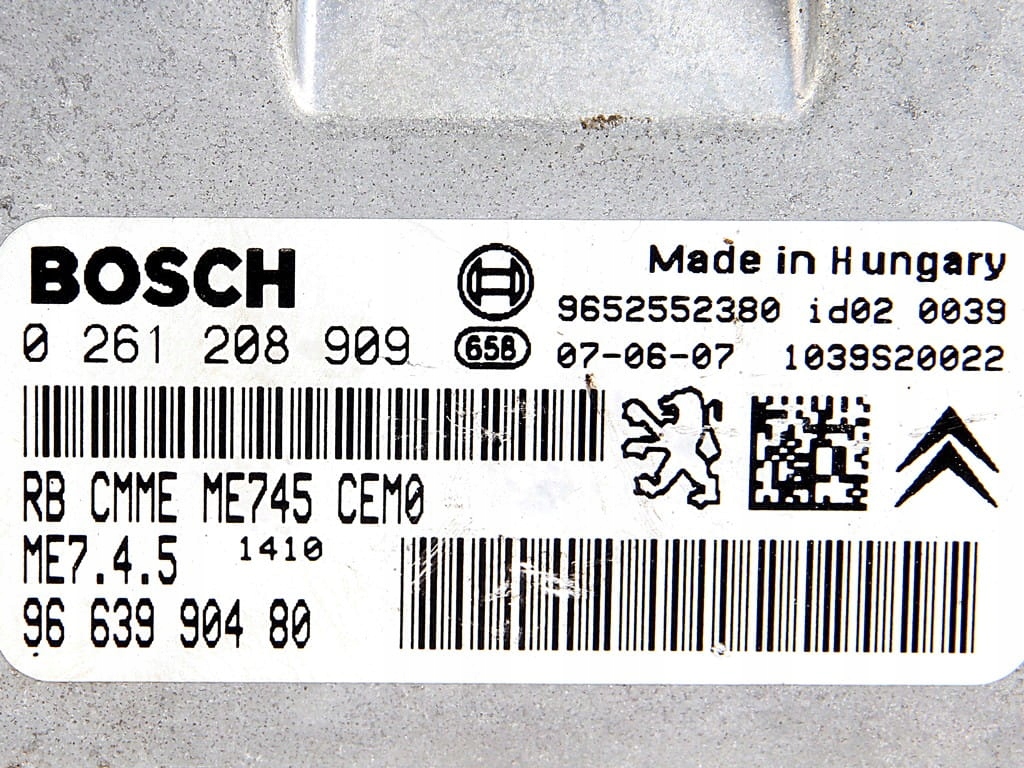 BOSCH
0 261 208 909
658
Made in Hungary
9652552380 id02 0039
07-06-07 1039S20022
RB CMME ME745 CEM0
ME7.4.5 1410
96 639 904 80